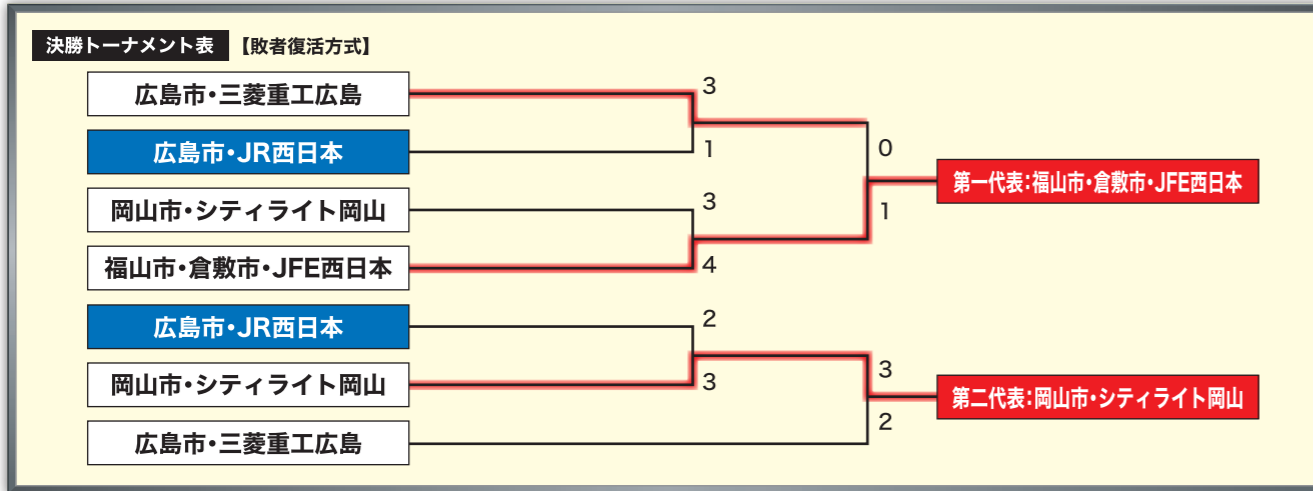 決勝トーナメント表 【敗者復活方式】
広島市・三菱重工広島
3
広島市・JR西日本
1
0
第一代表:福山市・倉敷市・JFE西日本
岡山市・シティライト岡山
3
1
福山市・倉敷市・JFE西日本
4
広島市・JR西日本
2
岡山市・シティライト岡山
3
3
第二代表:岡山市・シティライト岡山
2
広島市・三菱重工広島